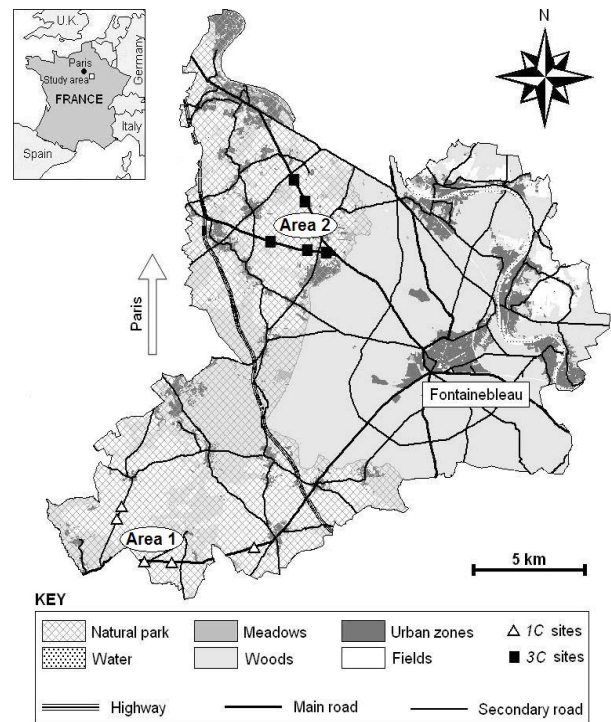 U.K.
Paris
Study area
FRANCE
Germany
Italy
Spain
N
Area 2
Paris
Fontainebleau
Area 1
5 km
KEY
Natural park
Meadows
Urban zones
1C sites
Water
Woods
Fields
3C sites
Highway
Main road
Secondary road